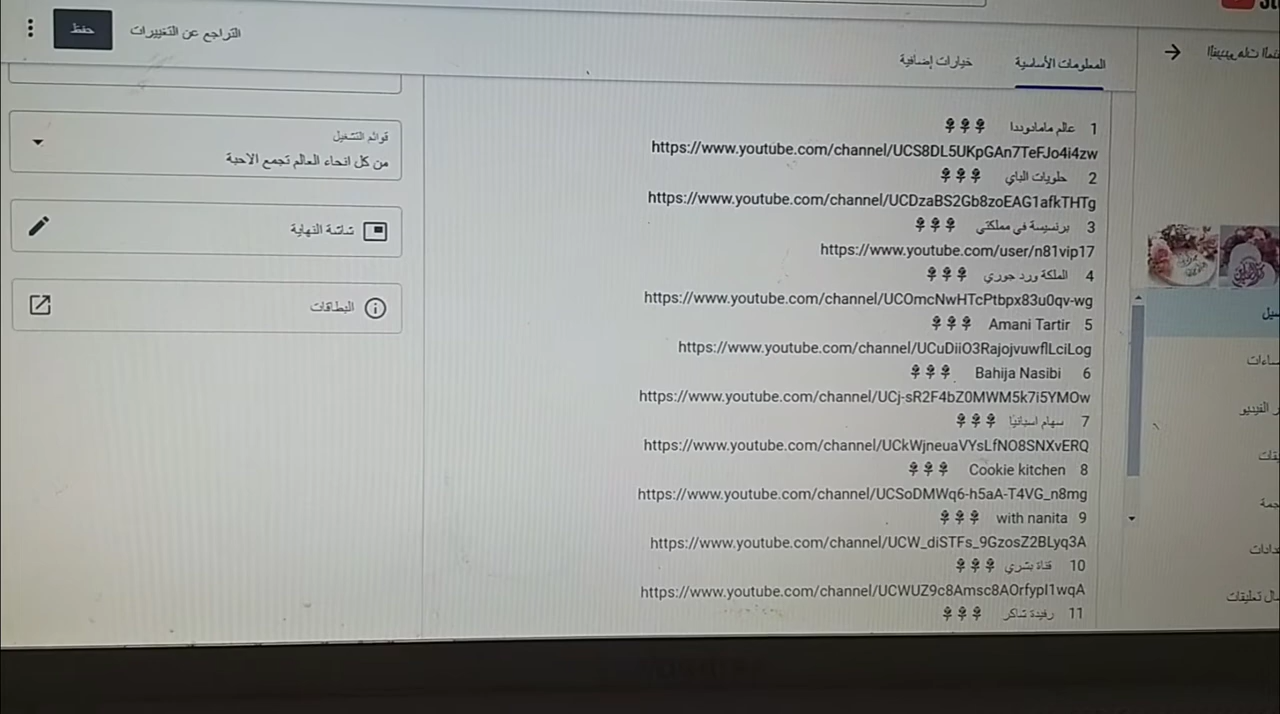 حفظ
التراجع عن التغييرات
المعلومات الأساسية
خيارات إضافية
1 عالم مامادوددا
https://www.youtube.com/channel/UCS8DL5UKpGAn7TeFJo4i4zw
2 حلويات الباي
https://www.youtube.com/channel/UCDzaBS2Gb8zoEAG1afkTHTg
3 برنسيسة في مملكتي
https://www.youtube.com/user/n81vip17
4 الملكة ورد جوري
https://www.youtube.com/channel/UCOmcNwHTcPtbpx83u0qv-wg
5 Amani Tartir
https://www.youtube.com/channel/UCuDiiO3RajojvuwflLciLog
6 Bahija Nasibi
https://www.youtube.com/channel/UCj-sR2F4bZ0MWM5k7i5YMOw
7 سهام اسبانيا
https://www.youtube.com/channel/UCkWjneuaVYsLfNO8SNXvERQ
8 Cookie kitchen
https://www.youtube.com/channel/UCSoDMWq6-h5aA-T4VG_n8mg
9 with nanita
https://www.youtube.com/channel/UCW_diSTFs_9GzosZ2BLyq3A
10 قناة بشري
https://www.youtube.com/channel/UCWUZ9c8Amsc8AOrfypl1wqA
11 رفيدة شاكر
قوائم التشغيل
من كل انحاء العالم تجمع الاحبة
شاشة النهاية
البطاقات